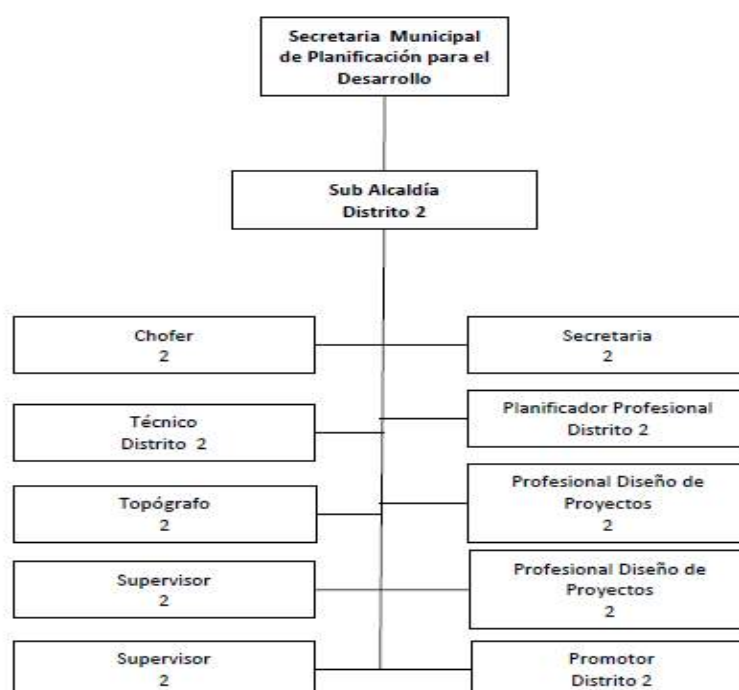 Secretaria Municipal
de Planificación para el
Desarrollo
Sub Alcaldía
Distrito 2
Chofer
2
Secretaria
2
Técnico
Distrito 2
Planificador Profesional
Distrito 2
Topógrafo
2
Profesional Diseño de
Proyectos
2
Supervisor
2
Profesional Diseño de
Proyectos
2
Supervisor
2
Promotor
Distrito 2